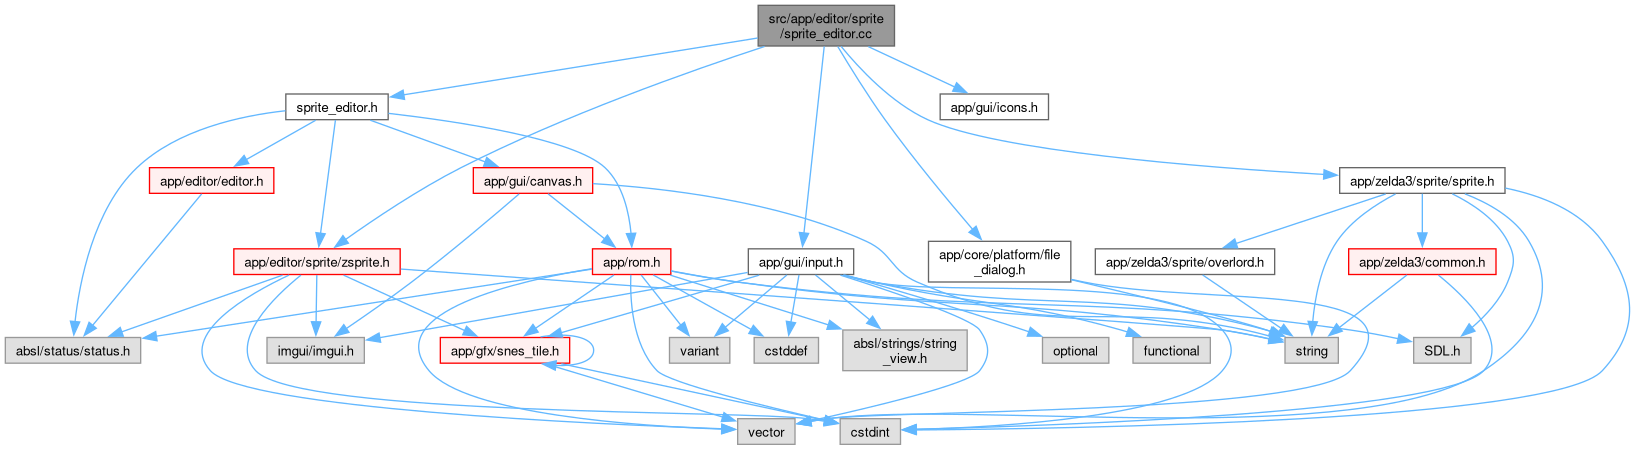 src/app/editor/sprite
/sprite_editor.cc
sprite_editor.h
app/gui/icons.h
app/editor/editor.h
app/gui/canvas.h
app/zelda3/sprite/sprite.h
app/editor/sprite/zsprite.h
app/rom.h
app/gui/input.h
app/core/platform/file
_dialog.h
app/zelda3/sprite/overlord.h
app/zelda3/common.h
absl/status/status.h
imgui/imgui.h
app/gfx/snes_tile.h
variant
cstddef
absl/strings/string
_view.h
optional
functional
string
SDL.h
vector
cstdint